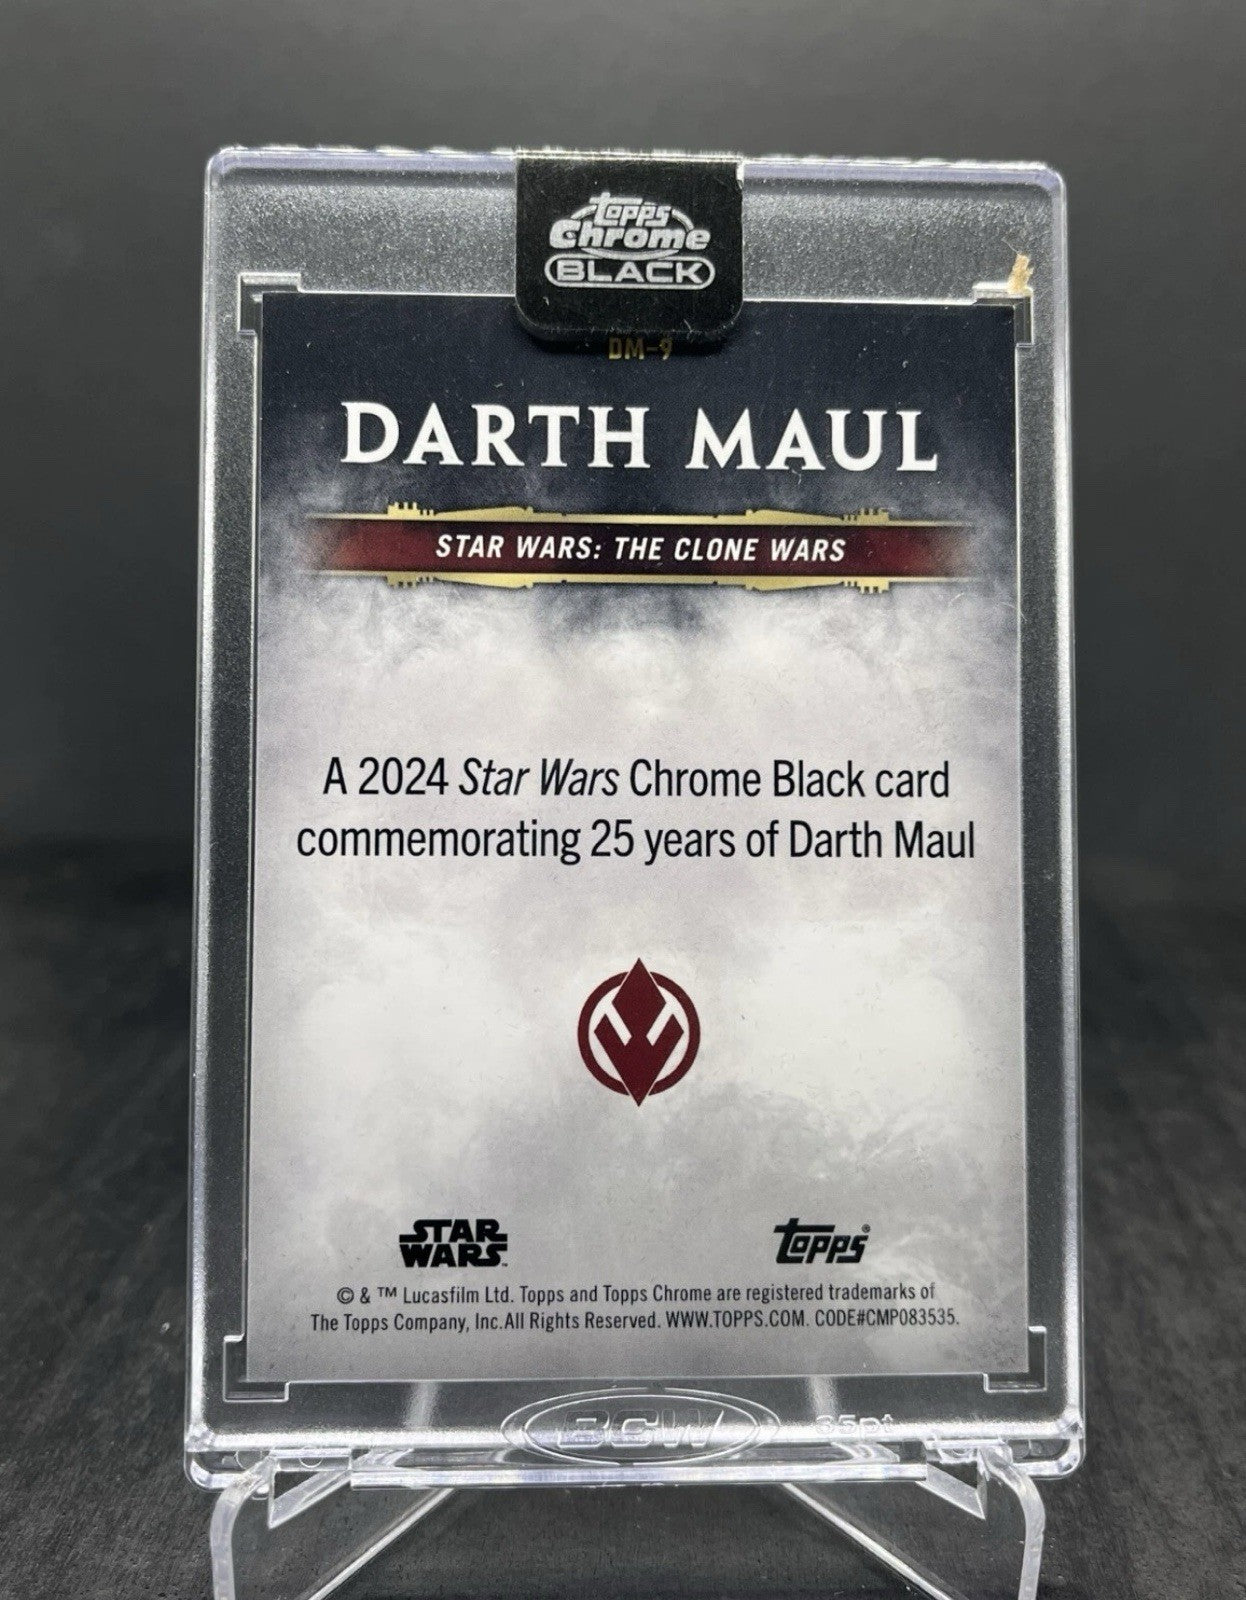 Topps
Chrome
BLACK
DM-9
DARTH MAUL
STAR WARS: THE CLONE WARS
A 2024 Star Wars Chrome Black card
commemorating 25 years of Darth Maul
STAR
WARS
Topps®
© & ™ Lucasfilm Ltd. Topps and Topps Chrome are registered trademarks of
The Topps Company, Inc.All Rights Reserved. WWW.TOPPS.COM. CODE#CMP083535.
BCW 35pt